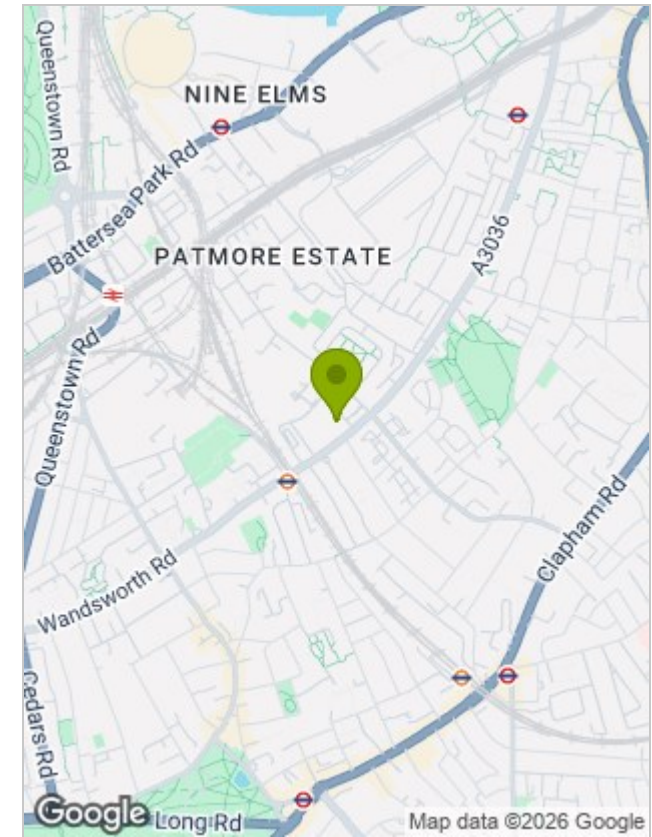 Queenstown Rd
NINE ELMS
Battersea Park Rd
A3036
PATMORE ESTATE
Queenstown Rd
Wandsworth Rd
Clapham Rd
Cedars Rd
Google
Long Rd
Map data ©2026 Google